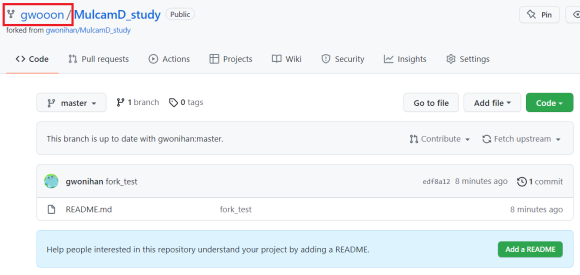 gwooon / MulcamD_study Public Pin
forked from gwonihan/MulcamD_study
Code Pull requests Actions Projects Wiki Security Insights Settings
master 1 branch 0 tags Go to file Add file Code
This branch is up to date with gwonihan:master. Contribute Fetch upstream
gwonihan fork_test edf8a12 8 minutes ago 1 commit
README.md fork_test 8 minutes ago
Help people interested in this repository understand your project by adding a README. Add a README